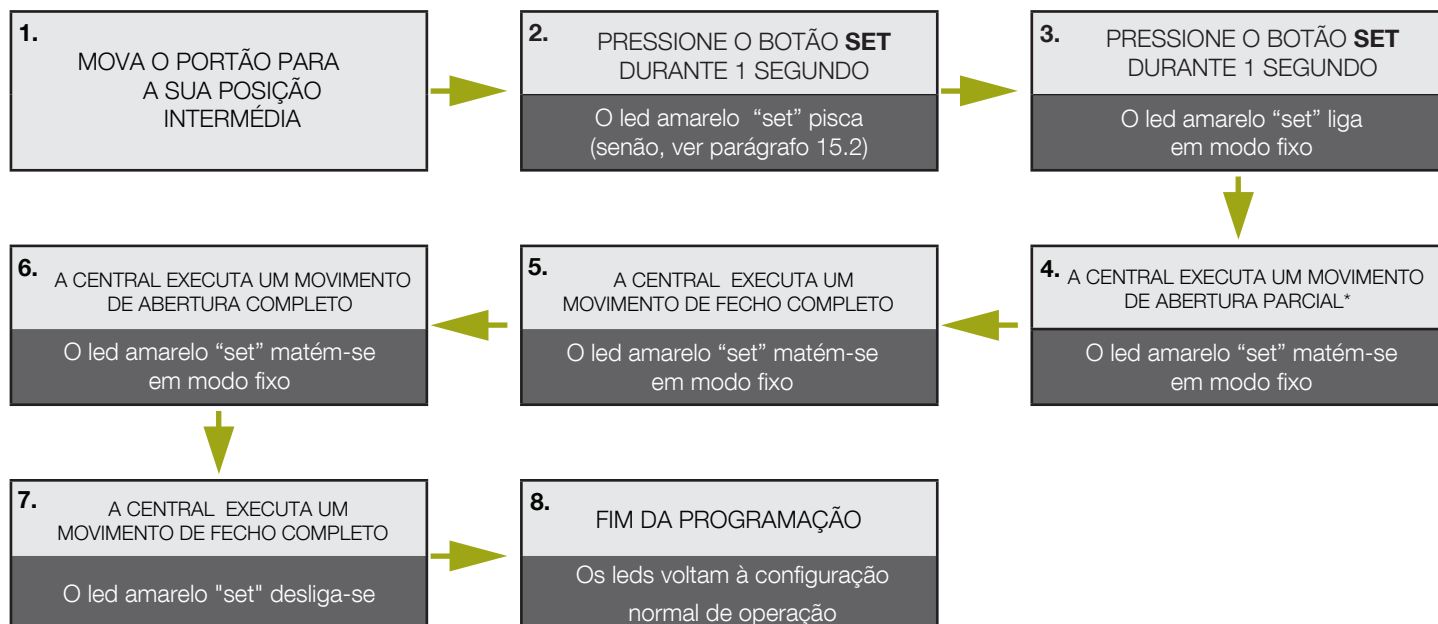 1.
MOVA O PORTÃO PARA
A SUA POSIÇÃO
INTERMÉDIA
2.
PRESSIONE O BOTÃO SET
DURANTE 1 SEGUNDO
O led amarelo “set” pisca
(senão, ver parágrafo 15.2)
3.
PRESSIONE O BOTÃO SET
DURANTE 1 SEGUNDO
O led amarelo “set” liga
em modo fixo
4. A CENTRAL EXECUTA UM MOVIMENTO
DE ABERTURA PARCIAL*
O led amarelo “set” matém-se
em modo fixo
5.
A CENTRAL EXECUTA UM
MOVIMENTO DE FECHO COMPLETO
O led amarelo “set” matém-se
em modo fixo
6.
A CENTRAL EXECUTA UM MOVIMENTO
DE ABERTURA COMPLETO
O led amarelo “set” matém-se
em modo fixo
7.
A CENTRAL EXECUTA UM
MOVIMENTO DE FECHO COMPLETO
O led amarelo "set" desliga-se
8.
FIM DA PROGRAMAÇÃO
Os leds voltam à configuração
normal de operação